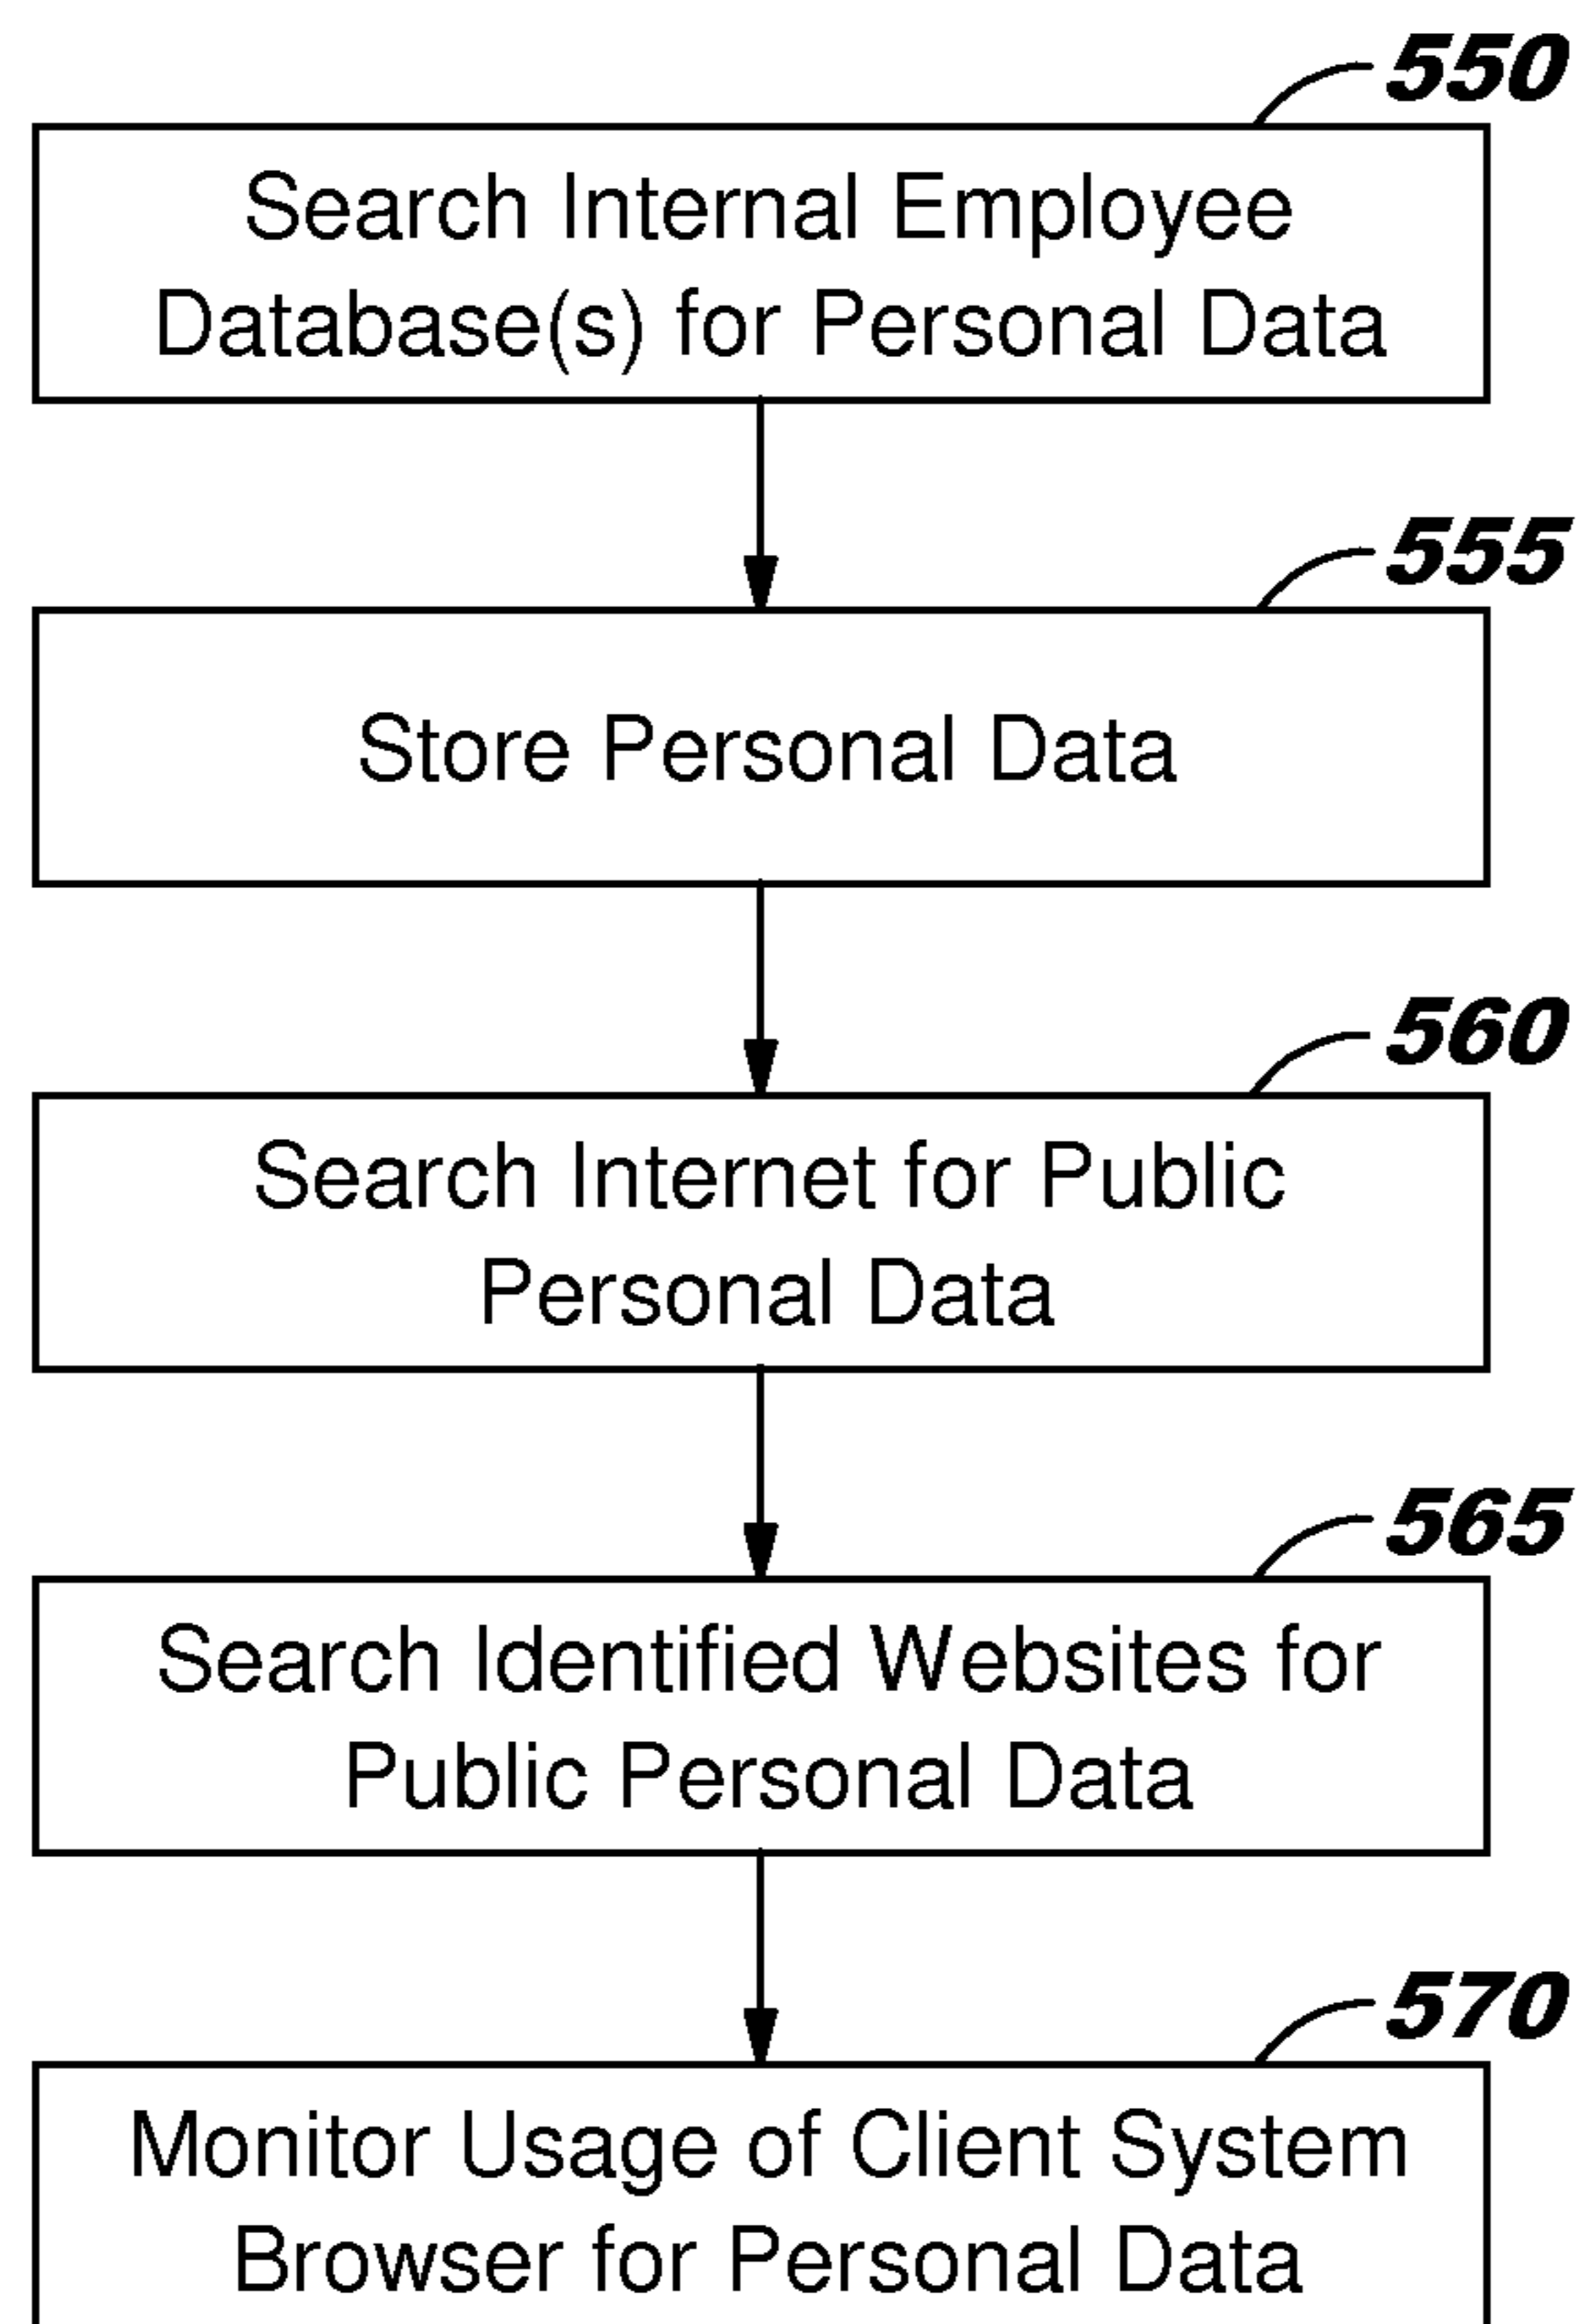 550
Search Internal Employee
Database(s) for Personal Data
555
Store Personal Data
560
Search Internet for Public
Personal Data
565
Search Identified Websites for
Public Personal Data
570
Monitor Usage of Client System
Browser for Personal Data